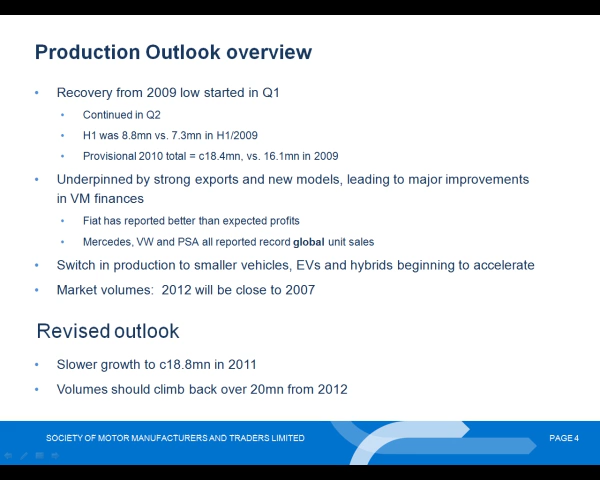 Production Outlook overview
• Recovery from 2009 low started in Q1
• Continued in Q2
• H1 was 8.8mn vs. 7.3mn in H1/2009
• Provisional 2010 total = c18.4mn, vs. 16.1mn in 2009
• Underpinned by strong exports and new models, leading to major improvements
in VM finances
• Fiat has reported better than expected profits
• Mercedes, VW and PSA all reported record global unit sales
• Switch in production to smaller vehicles, EVs and hybrids beginning to accelerate
• Market volumes: 2012 will be close to 2007
Revised outlook
• Slower growth to c18.8mn in 2011
• Volumes should climb back over 20mn from 2012
SOCIETY OF MOTOR MANUFACTURERS AND TRADERS LIMITED
PAGE 4